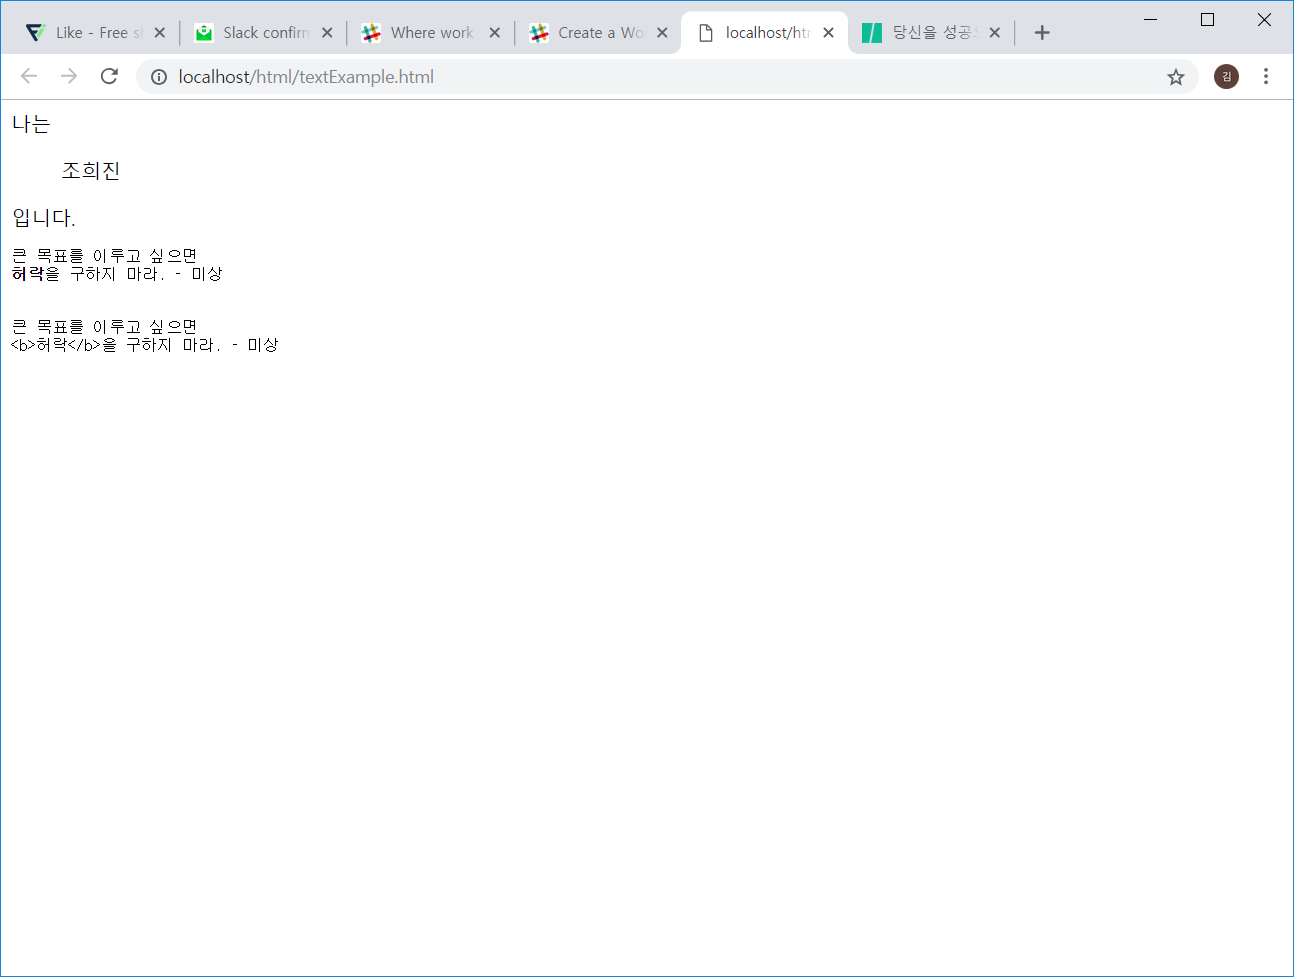 Like - Free s
Slack confirm
Where work
Create a Wo
localhost/ht
당신을 성공
localhost/html/textExample.html
김
나는
조희진
입니다.
큰 목표를 이루고 싶으면
허락을 구하지 마라. - 미상
큰 목표를 이루고 싶으면
<b>허락</b>을 구하지 마라. - 미상